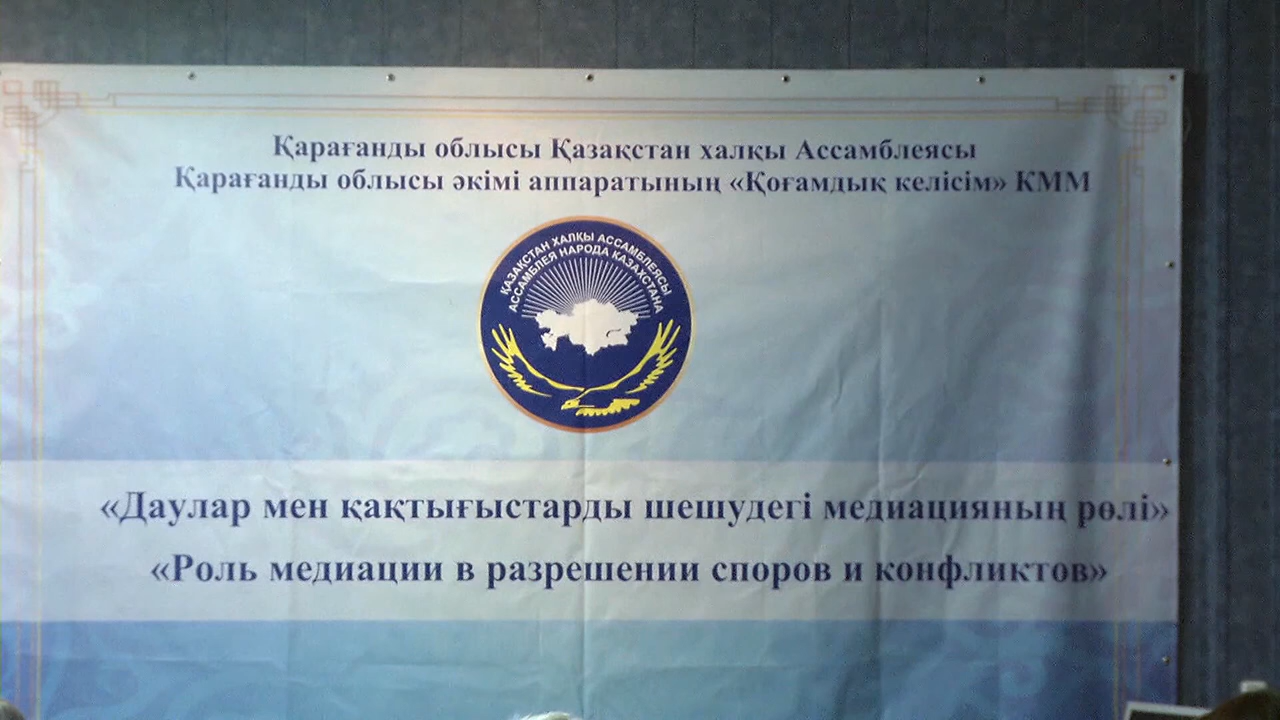 Қарағанды облысы Қазақстан халқы Ассамблеясы
Қарағанды облысы әкімі аппаратының «Қоғамдық келісім» КММ
ҚАЗАҚСТАН ХАЛҚЫ АССАМБЛЕЯСЫ
АССАМБЛЕЯ НАРОДА КАЗАХСТАНА
«Даулар мен қақтығыстарды шешудегі медиацияның рөлі»
«Роль медиации в разрешении споров и конфликтов»